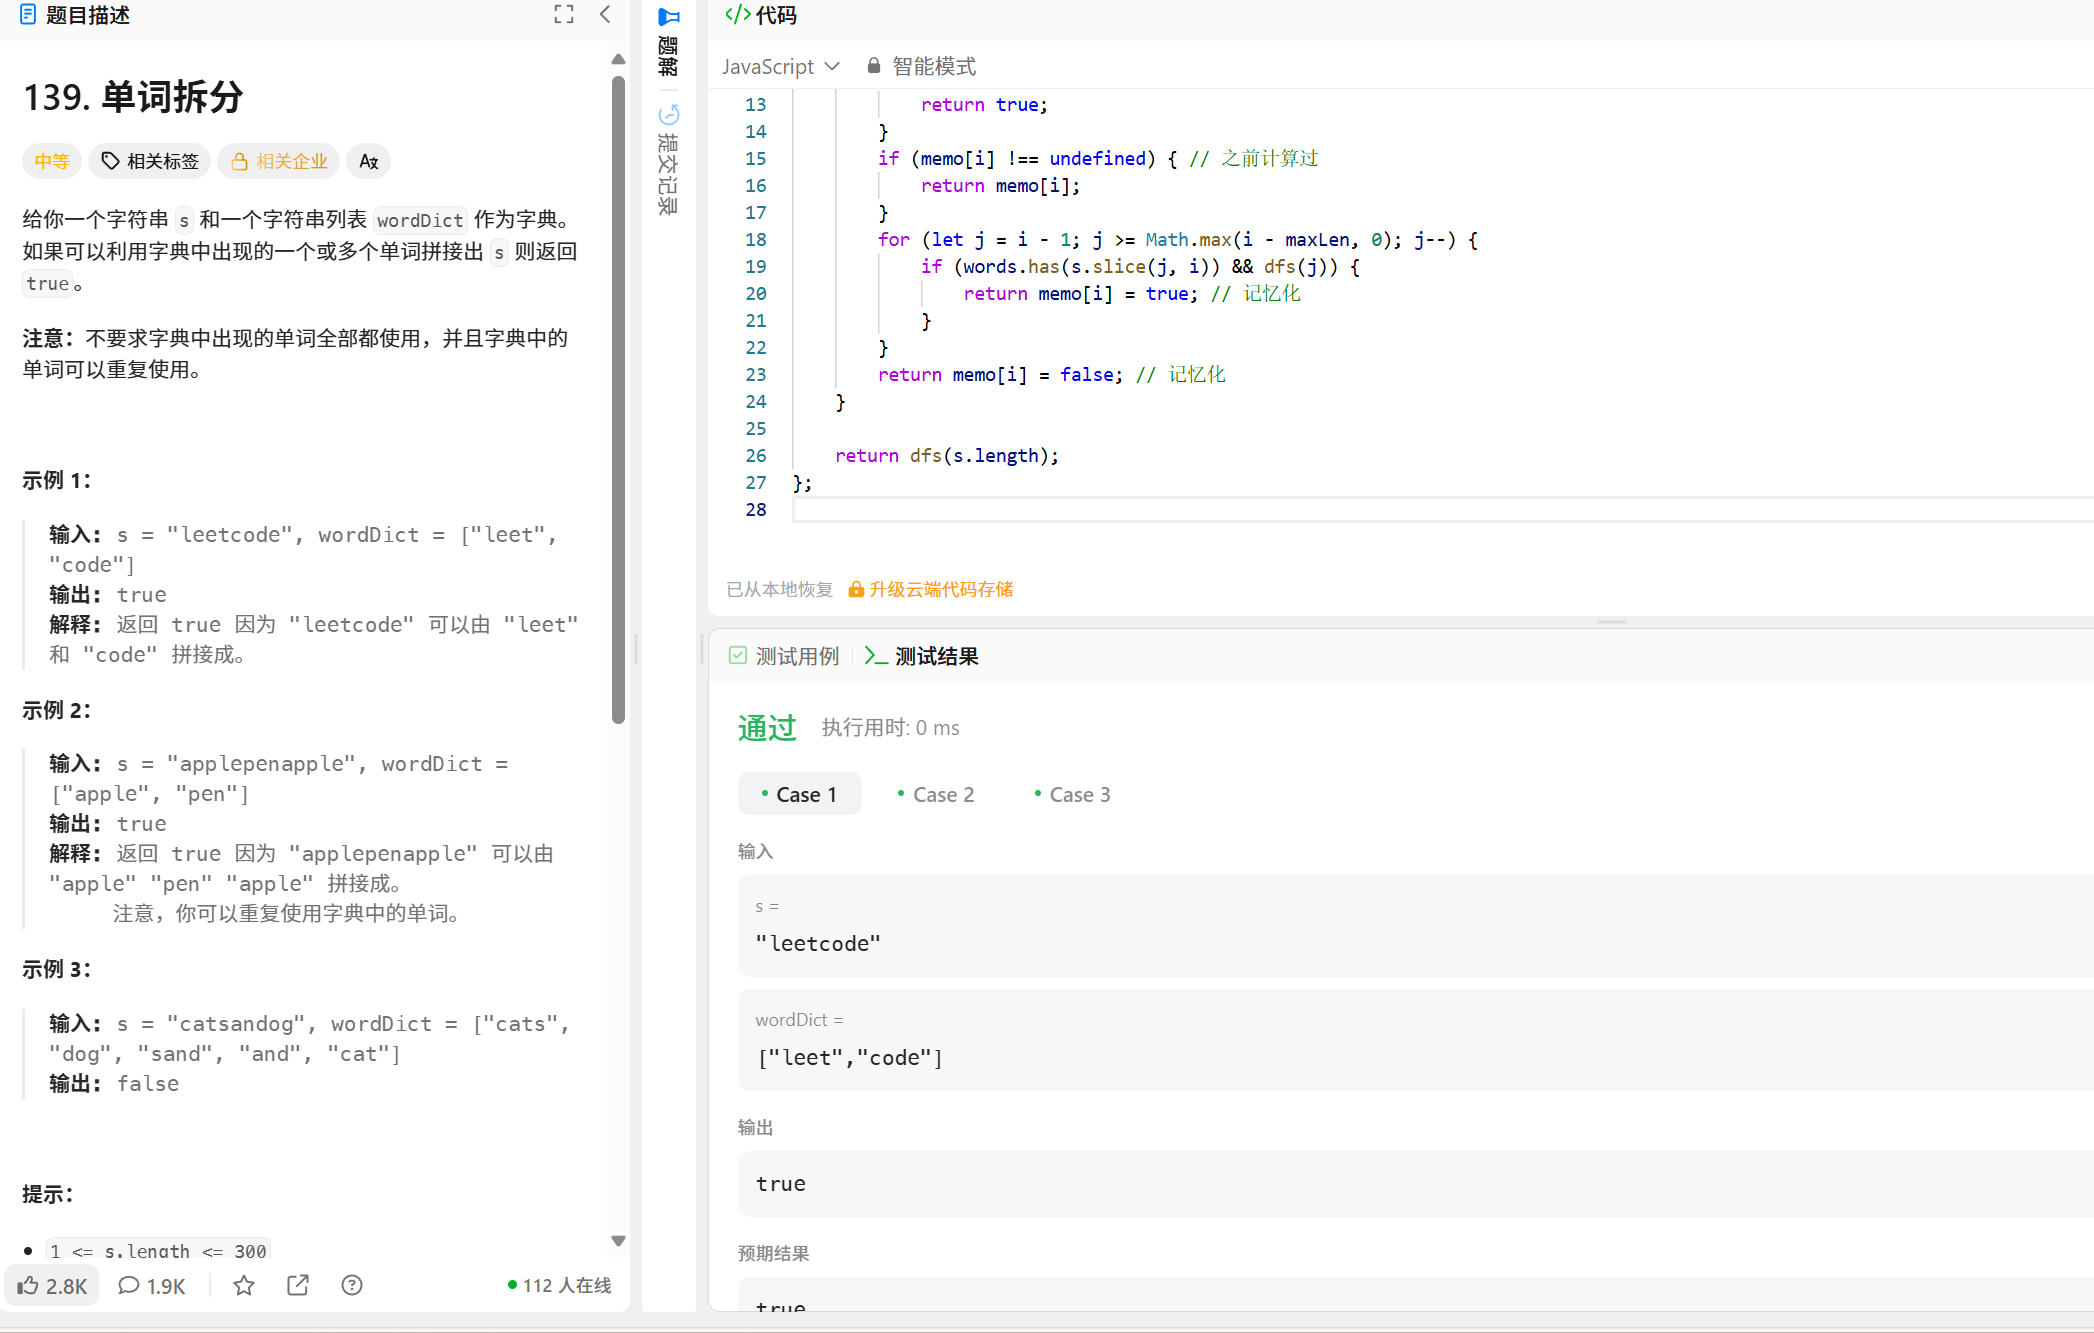 题目描述
139. 单词拆分
中等 相关标签 相关企业 Aあ
给你一个字符串 s 和一个字符串列表 wordDict 作为字典。
如果可以利用字典中出现的一个或多个单词拼接出 s 则返回
true。
注意：不要求字典中出现的单词全部都使用，并且字典中的
单词可以重复使用。
示例 1：
输入: s = "leetcode", wordDict = ["leet",
"code"]
输出: true
解释: 返回 true 因为 "leetcode" 可以由 "leet"
和 "code" 拼接成。
示例 2：
输入: s = "applepenapple", wordDict =
["apple", "pen"]
输出: true
解释: 返回 true 因为 "applepenapple" 可以由
"apple" "pen" "apple" 拼接成。
注意，你可以重复使用字典中的单词。
示例 3：
输入: s = "catsandog", wordDict = ["cats",
"dog", "sand", "and", "cat"]
输出: false
提示：
1 <= s.length <= 300
2.8K 1.9K 112 人在线
题解
提交记录
</> 代码
JavaScript 智能模式
13 return true;
14 }
15 if (memo[i] !== undefined) { // 之前计算过
16 return memo[i];
17 }
18 for (let j = i - 1; j >= Math.max(i - maxLen, 0); j--) {
19 if (words.has(s.slice(j, i)) && dfs(j)) {
20 return memo[i] = true; // 记忆化
21 }
22 }
23 return memo[i] = false; // 记忆化
24 }
25
26 return dfs(s.length);
27 };
28
已从本地恢复 升级云端代码存储
测试用例 测试结果
通过 执行用时: 0 ms
Case 1 Case 2 Case 3
输入
s =
"leetcode"
wordDict =
["leet","code"]
输出
true
预期结果
true